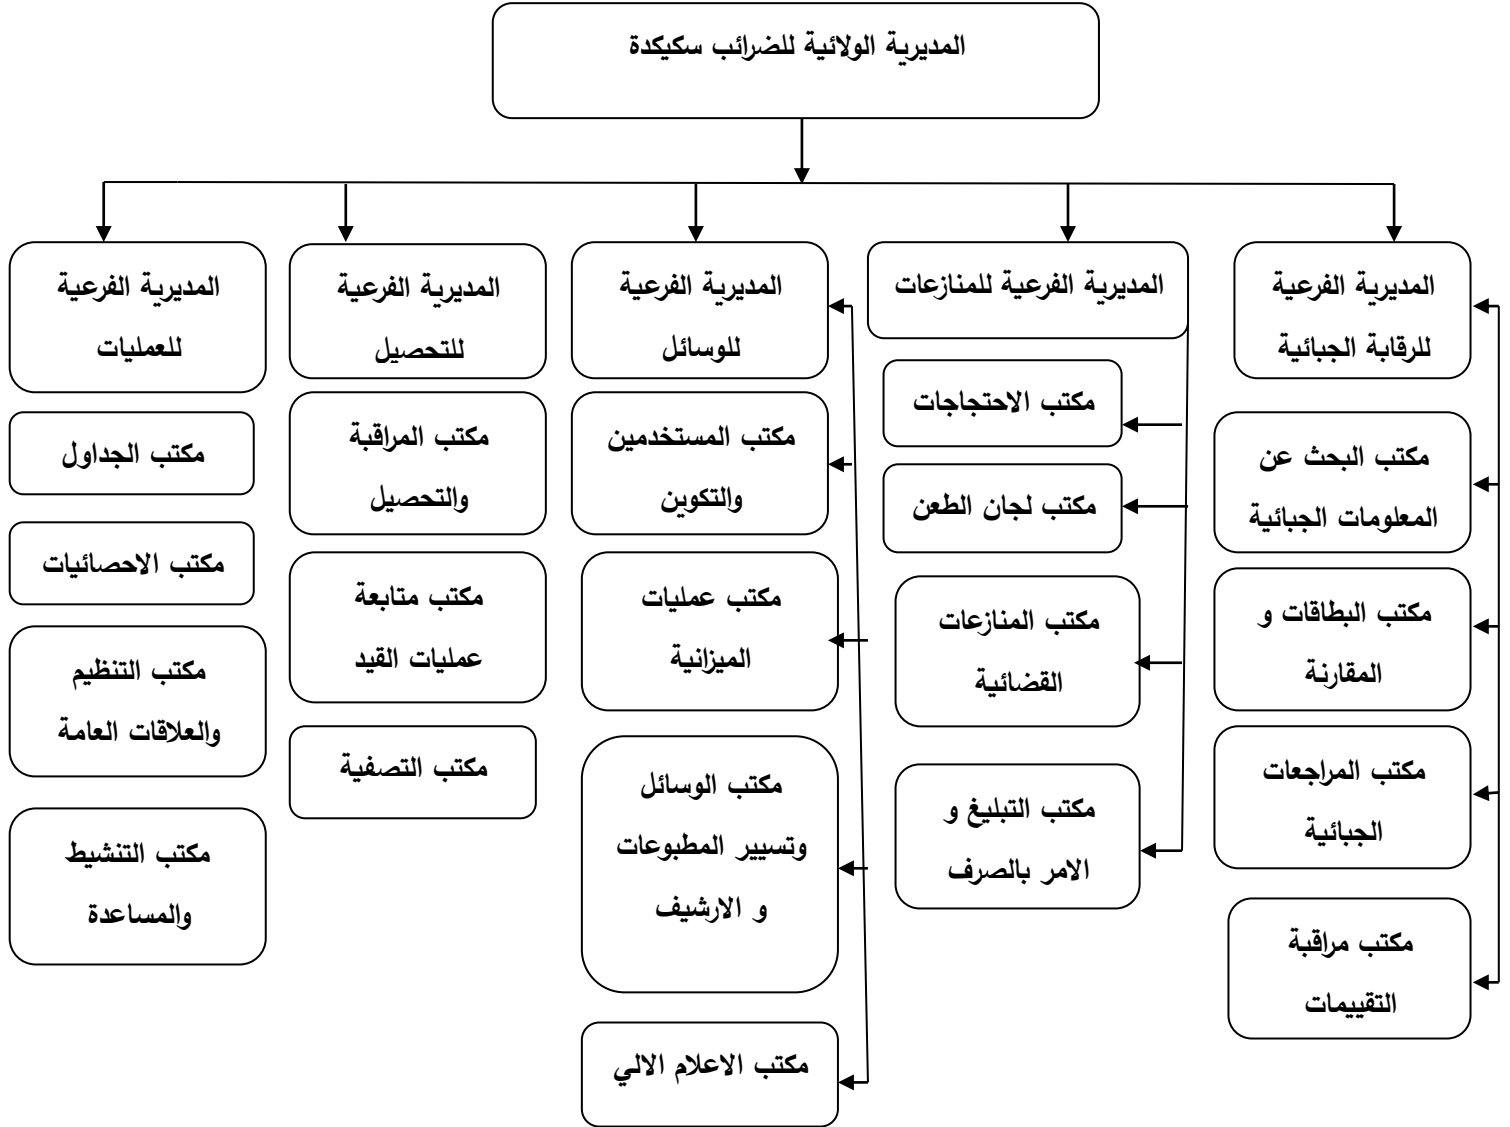 المديرية الولائية للضرائب سكيكدة
المديرية الفرعية
للرقابة الجبائية
مكتب البحث عن
المعلومات الجبائية
مكتب البطاقات و
المقارنة
مكتب المراجعات
الجبائية
مكتب مراقبة
التقييمات
المديرية الفرعية للمنازعات
مكتب الاحتجاجات
مكتب لجان الطعن
مكتب المنازعات
القضائية
مكتب التبليغ و
الامر بالصرف
المديرية الفرعية
للوسائل
مكتب المستخدمين
والتكوين
مكتب عمليات
الميزانية
مكتب الوسائل
وتسيير المطبوعات
و الارشيف
مكتب الاعلام الالي
المديرية الفرعية
للتحصيل
مكتب المراقبة
والتحصيل
مكتب متابعة
عمليات القيد
مكتب التصفية
المديرية الفرعية
للعمليات
مكتب الجداول
مكتب الاحصائيات
مكتب التنظيم
والعلاقات العامة
مكتب التنشيط
والمساعدة